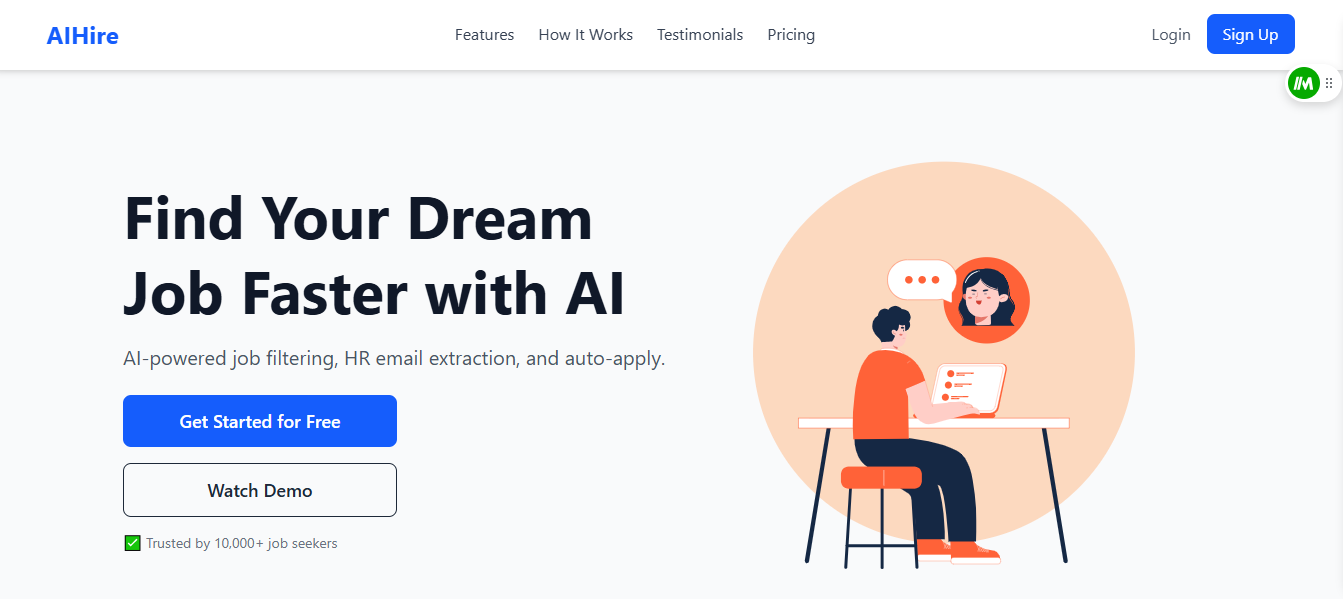 AIHire
Features
How It Works
Testimonials
Pricing
Login
Sign Up
Find Your Dream
Job Faster with AI
AI-powered job filtering, HR email extraction, and auto-apply.
Get Started for Free
Watch Demo
✅ Trusted by 10,000+ job seekers